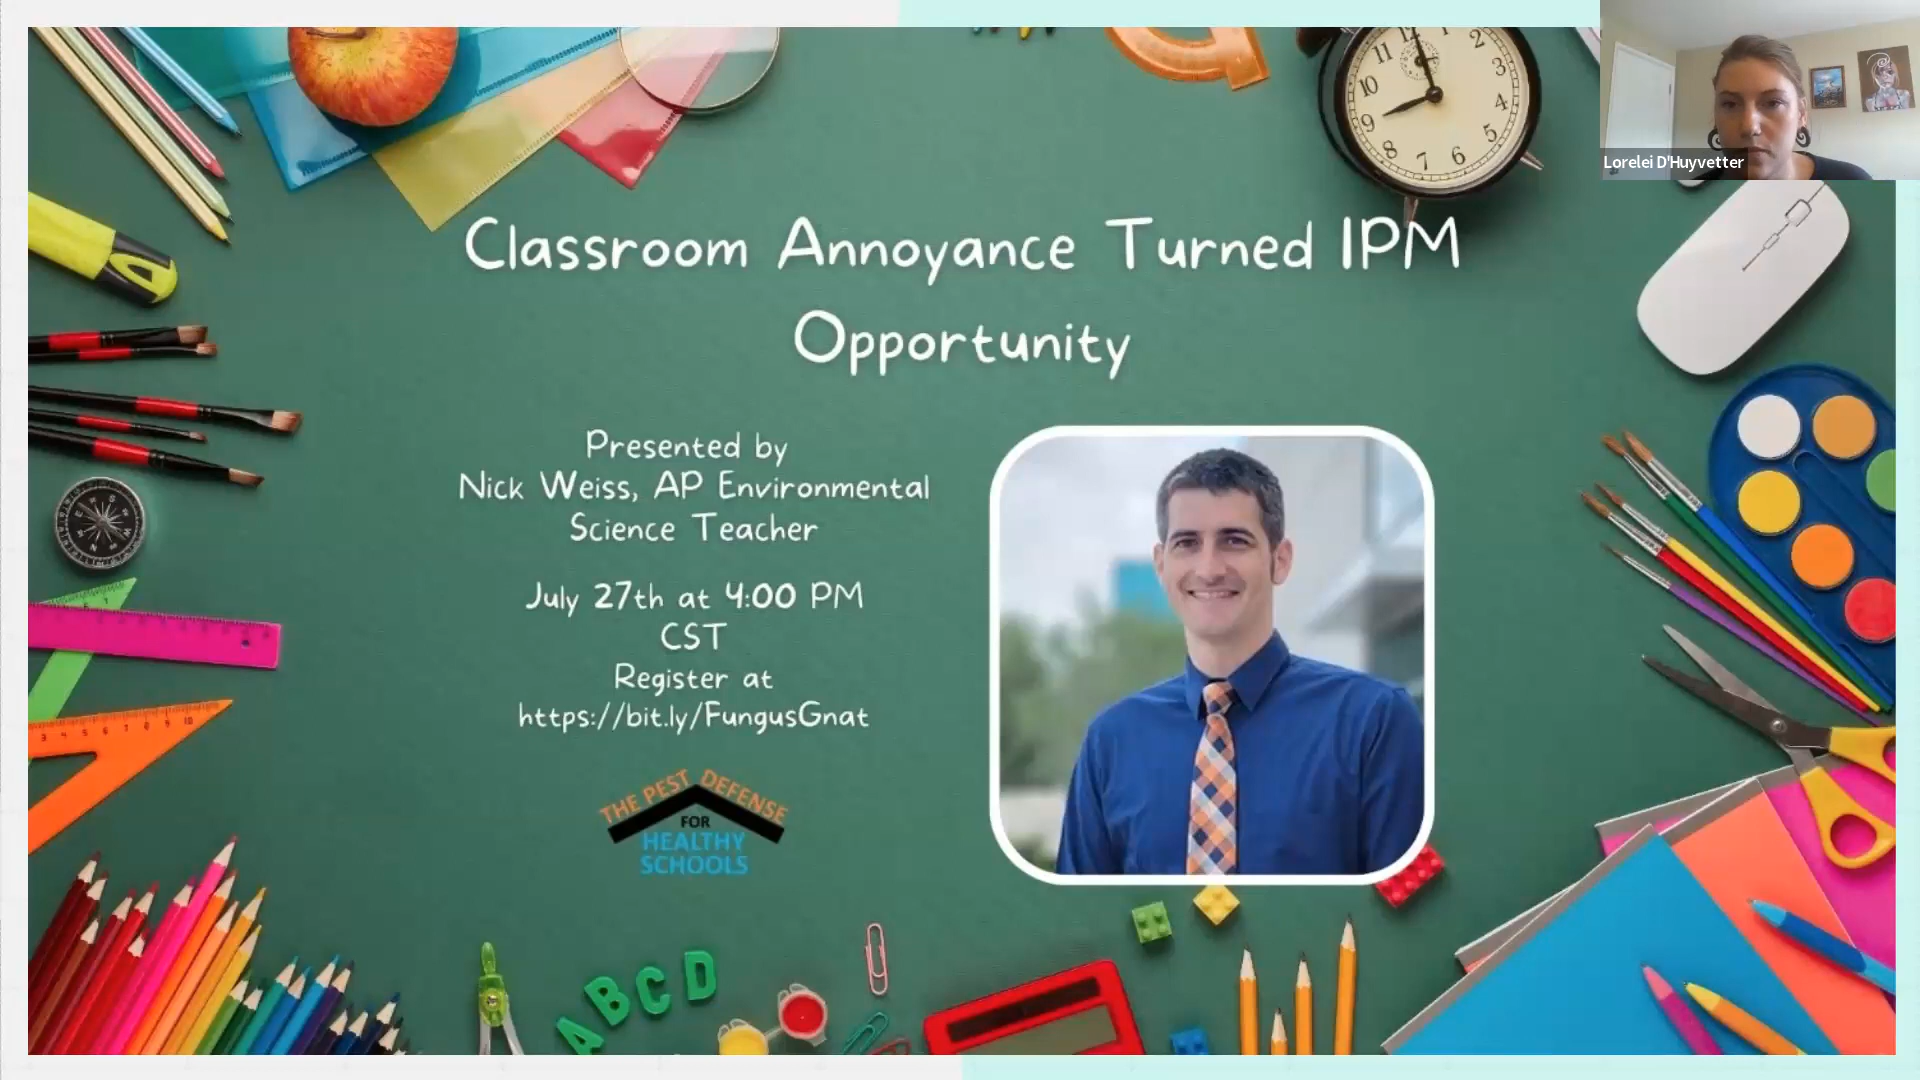 Lorelei D'Huyvetter
Classroom Annoyance Turned IPM
Opportunity
Presented by
Nick Weiss, AP Environmental
Science Teacher
July 27th at 4:00 PM
CST
Register at
https://bit.ly/FungusGnat
THE PEST DEFENSE
FOR
HEALTHY
SCHOOLS
ABCD